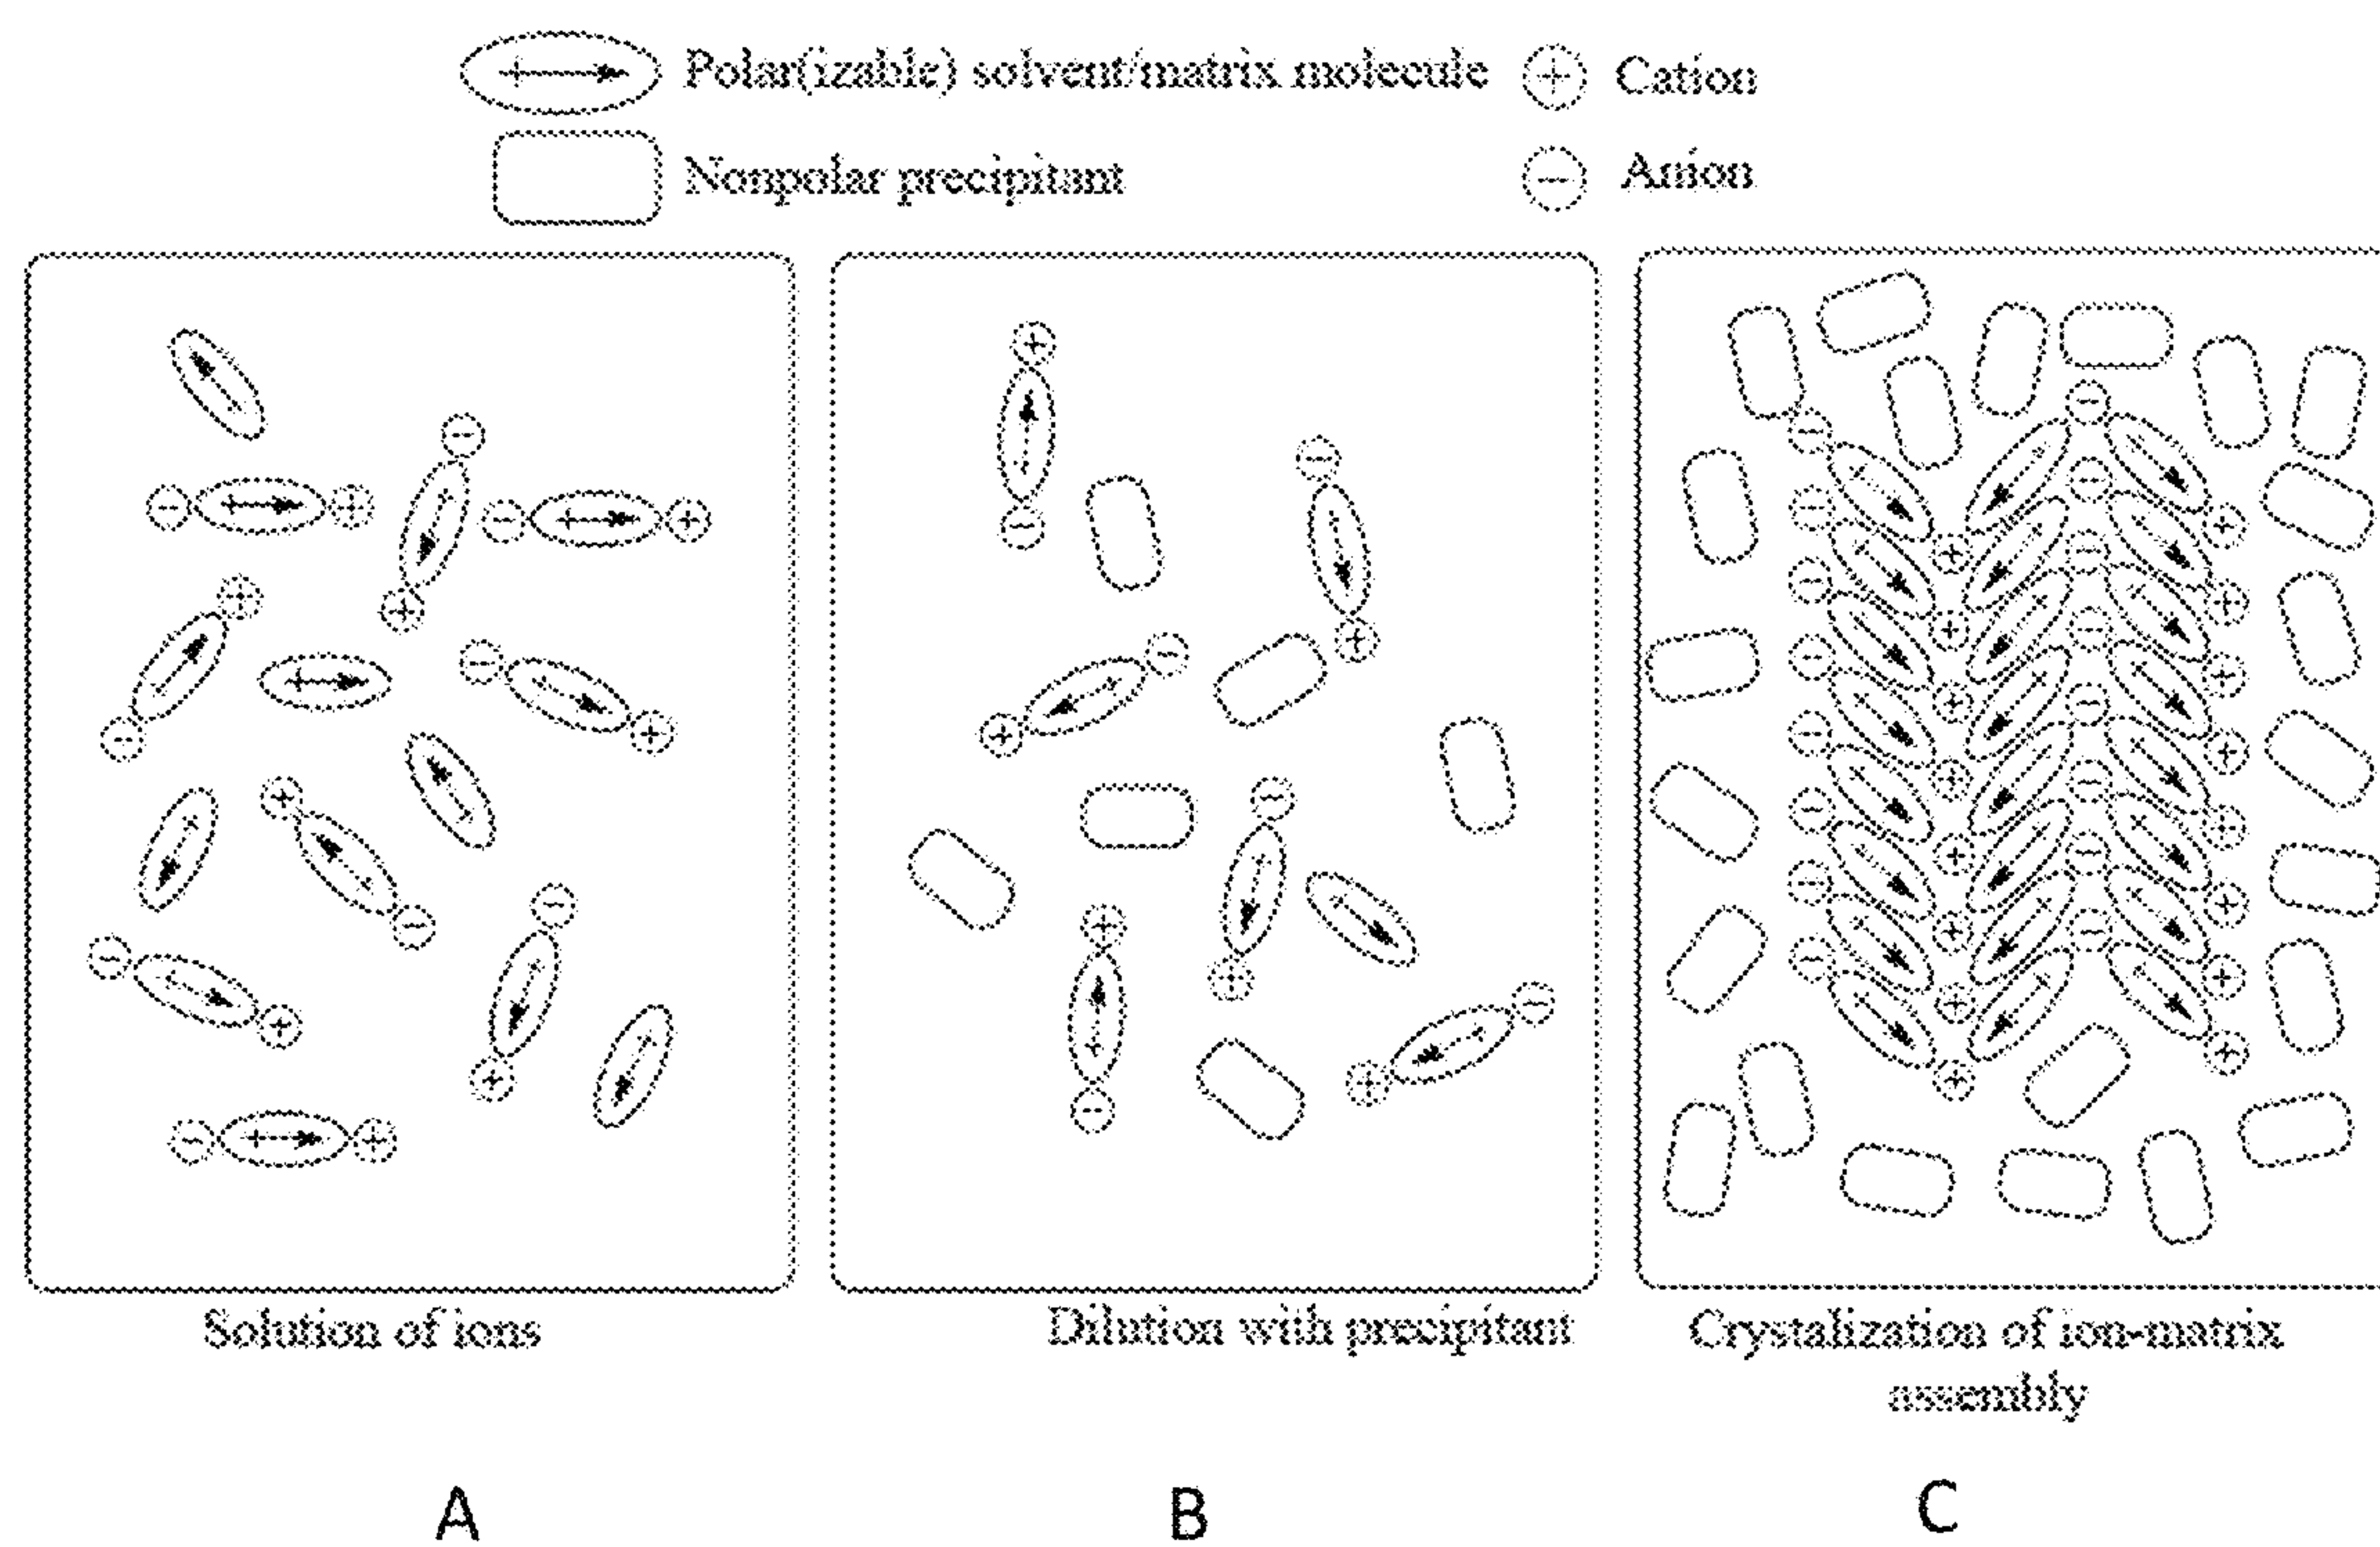 Polar(izable) solvent/matrix molecule
Cation
Nonpolar precipitant
Anion
Solution of ions
Dilution with precipitant
Crystalization of ion-matrix
assembly
A
B
C